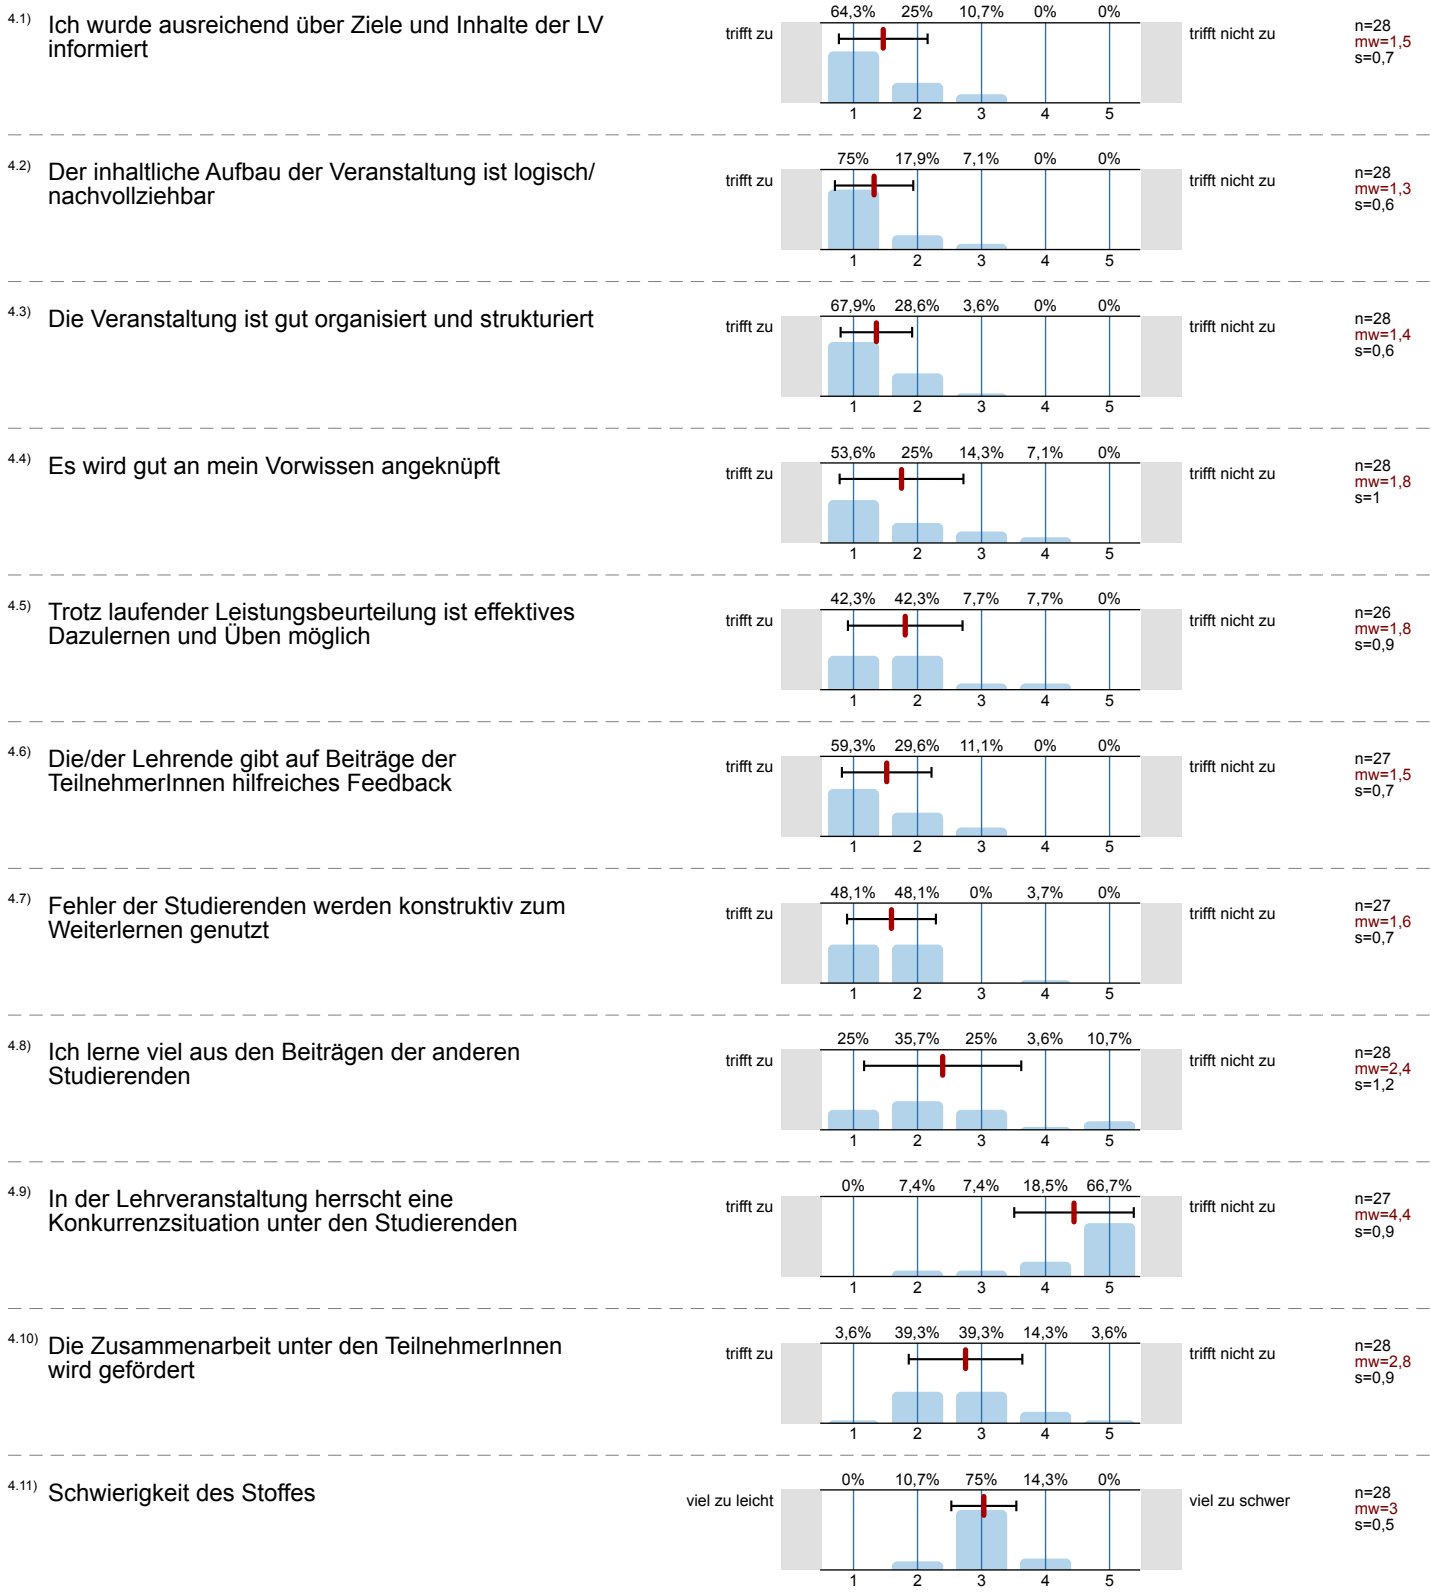 4.1) Ich wurde ausreichend über Ziele und Inhalte der LV
informiert
64,3% 25% 10,7% 0% 0%
trifft zu
trifft nicht zu
n=28
mw=1,5
s=0,7
1 2 3 4 5
4.2) Der inhaltliche Aufbau der Veranstaltung ist logisch/
nachvollziehbar
75% 17,9% 7,1% 0% 0%
trifft zu
trifft nicht zu
n=28
mw=1,3
s=0,6
1 2 3 4 5
4.3) Die Veranstaltung ist gut organisiert und strukturiert
67,9% 28,6% 3,6% 0% 0%
trifft zu
trifft nicht zu
n=28
mw=1,4
s=0,6
1 2 3 4 5
4.4) Es wird gut an mein Vorwissen angeknüpft
53,6% 25% 14,3% 7,1% 0%
trifft zu
trifft nicht zu
n=28
mw=1,8
s=1
1 2 3 4 5
4.5) Trotz laufender Leistungsbeurteilung ist effektives
Dazulernen und Üben möglich
42,3% 42,3% 7,7% 7,7% 0%
trifft zu
trifft nicht zu
n=26
mw=1,8
s=0,9
1 2 3 4 5
4.6) Die/der Lehrende gibt auf Beiträge der
TeilnehmerInnen hilfreiches Feedback
59,3% 29,6% 11,1% 0% 0%
trifft zu
trifft nicht zu
n=27
mw=1,5
s=0,7
1 2 3 4 5
4.7) Fehler der Studierenden werden konstruktiv zum
Weiterlernen genutzt
48,1% 48,1% 0% 3,7% 0%
trifft zu
trifft nicht zu
n=27
mw=1,6
s=0,7
1 2 3 4 5
4.8) Ich lerne viel aus den Beiträgen der anderen
Studierenden
25% 35,7% 25% 3,6% 10,7%
trifft zu
trifft nicht zu
n=28
mw=2,4
s=1,2
1 2 3 4 5
4.9) In der Lehrveranstaltung herrscht eine
Konkurrenzsituation unter den Studierenden
0% 7,4% 7,4% 18,5% 66,7%
trifft zu
trifft nicht zu
n=27
mw=4,4
s=0,9
1 2 3 4 5
4.10) Die Zusammenarbeit unter den TeilnehmerInnen
wird gefördert
3,6% 39,3% 39,3% 14,3% 3,6%
trifft zu
trifft nicht zu
n=28
mw=2,8
s=0,9
1 2 3 4 5
4.11) Schwierigkeit des Stoffes
0% 10,7% 75% 14,3% 0%
viel zu leicht
viel zu schwer
n=28
mw=3
s=0,5
1 2 3 4 5